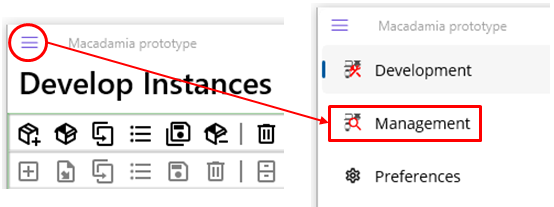 Macadamia prototype
Develop Instances
Macadamia prototype
Development
Management
Preferences